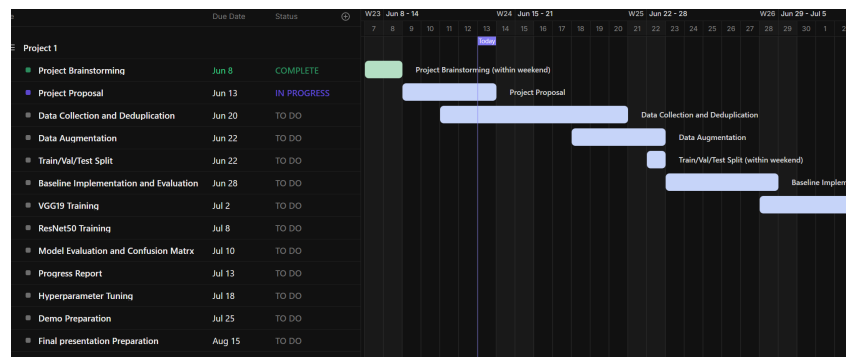 Due Date Status W23 Jun 8 - 14 W24 Jun 15 - 21 W25 Jun 22 - 28 W26 Jun 29 - Jul 5
7 8 9 10 11 12 13 14 15 16 17 18 19 20 21 22 23 24 25 26 27 28 29 30 1
Today
Project 1
Project Brainstorming Jun 8 COMPLETE Project Brainstorming (within weekend)
Project Proposal Jun 13 IN PROGRESS Project Proposal
Data Collection and Deduplication Jun 20 TO DO Data Collection and Deduplication
Data Augmentation Jun 22 TO DO Data Augmentation
Train/Val/Test Split Jun 22 TO DO Train/Val/Test Split (within weekend)
Baseline Implementation and Evaluation Jun 28 TO DO Baseline Implem
VGG19 Training Jul 2 TO DO
ResNet50 Training Jul 8 TO DO
Model Evaluation and Confusion Matrx Jul 10 TO DO
Progress Report Jul 13 TO DO
Hyperparameter Tuning Jul 18 TO DO
Demo Preparation Jul 25 TO DO
Final presentation Preparation Aug 15 TO DO